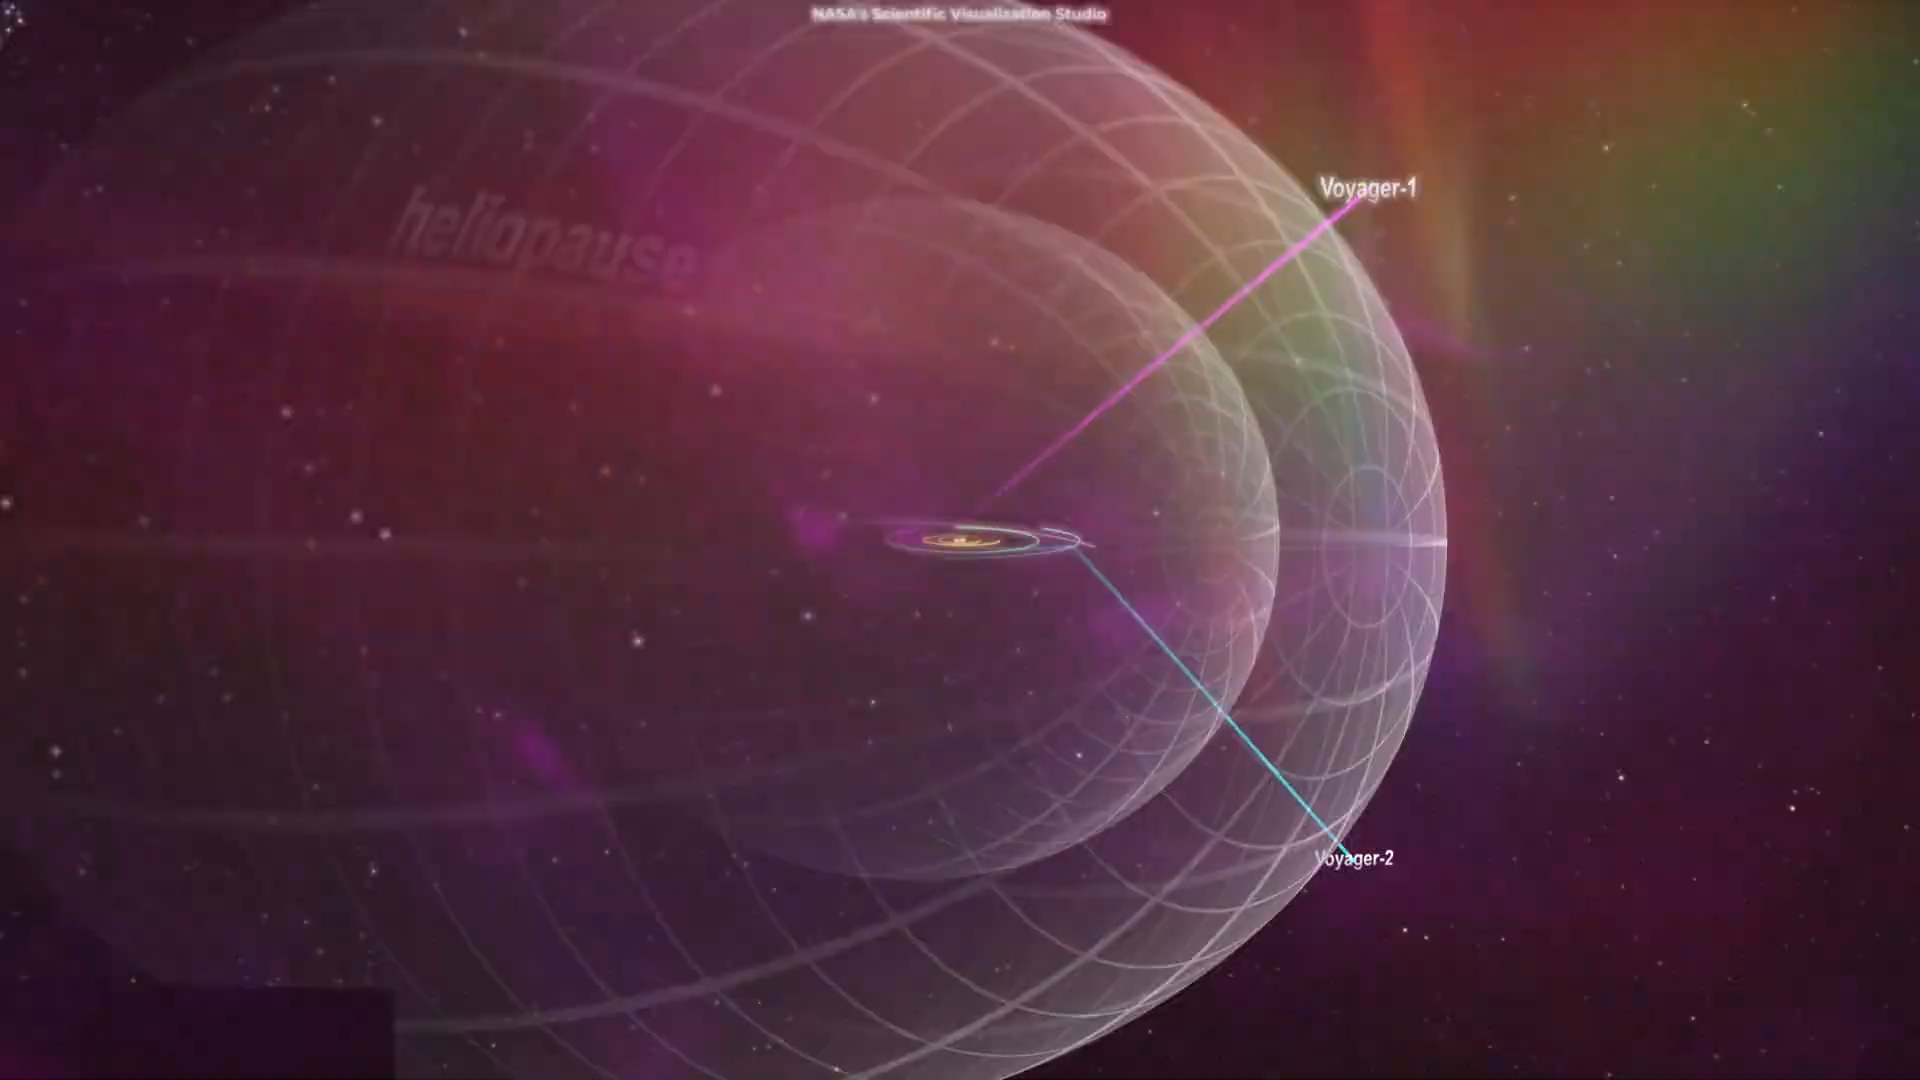 NASA's Scientific Visualization Studio
Voyager-1
heliopause
Voyager-2